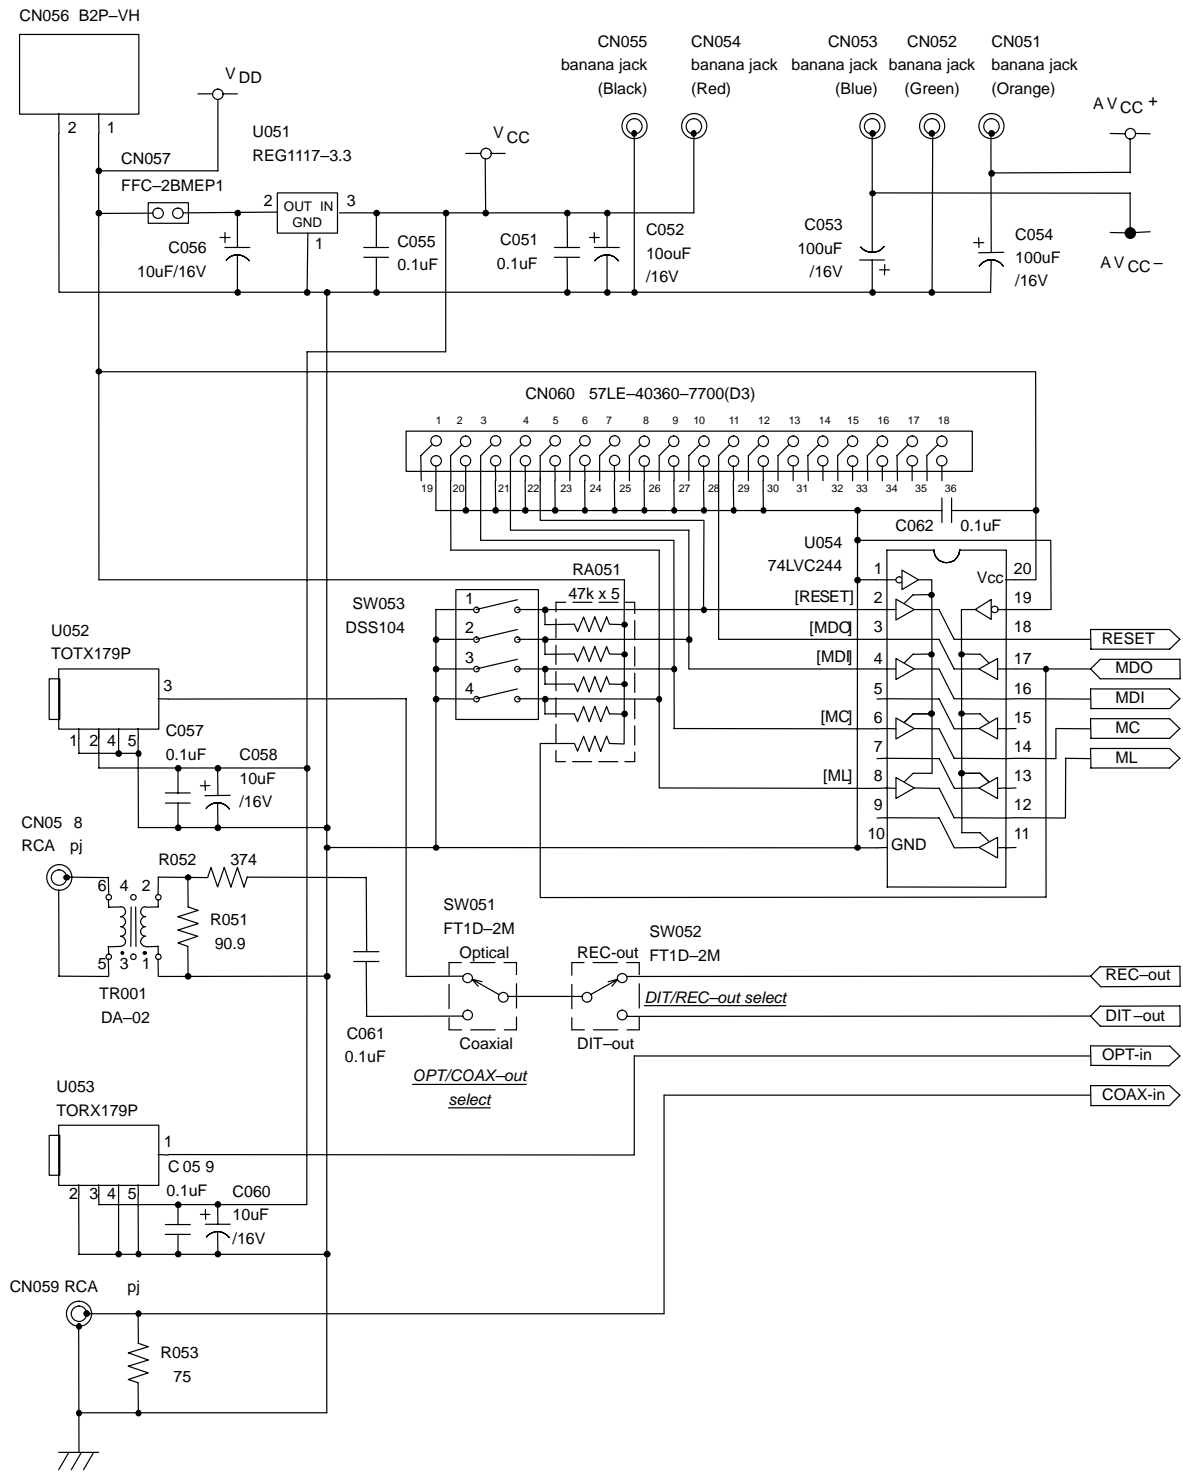 CN056 B2P–VH
2 1
VDD
CN057
FFC–2BMEP1
U051
REG1117–3.3
2 OUT IN 3
GND
1
+
C056
10uF/16V
C055
0.1uF
VCC
C051
0.1uF
+
C052
10ouF
/16V
CN055
banana jack
(Black)
CN054
banana jack
(Red)
CN053
banana jack
(Blue)
CN052
banana jack
(Green)
CN051
banana jack
(Orange)
AVCC+
AVCC–
C053
100uF
/16V
+
+
C054
100uF
/16V
CN060 57LE–40360–7700(D3)
1 2 3 4 5 6 7 8 9 10 11 12 13 14 15 16 17 18
19 20 21 22 23 24 25 26 27 28 29 30 31 32 33 34 35 36
C062 0.1uF
U054
74LVC244
Vcc
GND
1
2
3
4
5
6
7
8
9
10
20
19
18
17
16
15
14
13
12
11
[RESET]
[MDO]
[MDI]
[MC]
[ML]
RESET
MDO
MDI
MC
ML
RA051
47k x 5
SW053
DSS104
1
2
3
4
U052
TOTX179P
3
1 2 4 5
C057
0.1uF
+
C058
10uF
/16V
CN05 8
RCA pj
R052 374
6 4 2
5 3 1
R051
90.9
TR001
DA–02
C061
0.1uF
SW051
FT1D–2M
Optical
Coaxial
OPT/COAX–out
select
SW052
FT1D–2M
REC-out
DIT–out
DIT/REC–out select
REC–out
DIT–out
OPT-in
COAX-in
U053
TORX179P
1
2 3 4 5
C 05 9
0.1uF
+
C060
10uF
/16V
CN059 RCA pj
R053
75